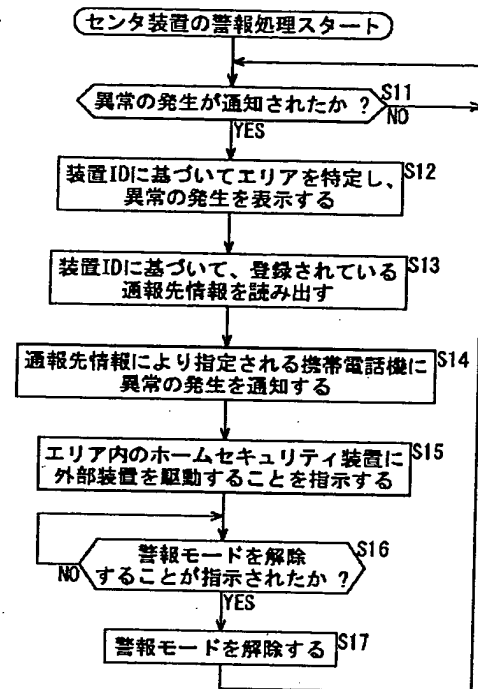 センタ装置の警報処理スタート
異常の発生が通知されたか ?
S11
NO
YES
装置IDに基づいてエリアを特定し、
異常の発生を表示する
S12
装置IDに基づいて、登録されている
通報先情報を読み出す
S13
通報先情報により指定される携帯電話機に
異常の発生を通知する
S14
エリア内のホームセキュリティ装置に
外部装置を駆動することを指示する
S15
警報モードを解除
することが指示されたか ?
S16
NO
YES
警報モードを解除する
S17